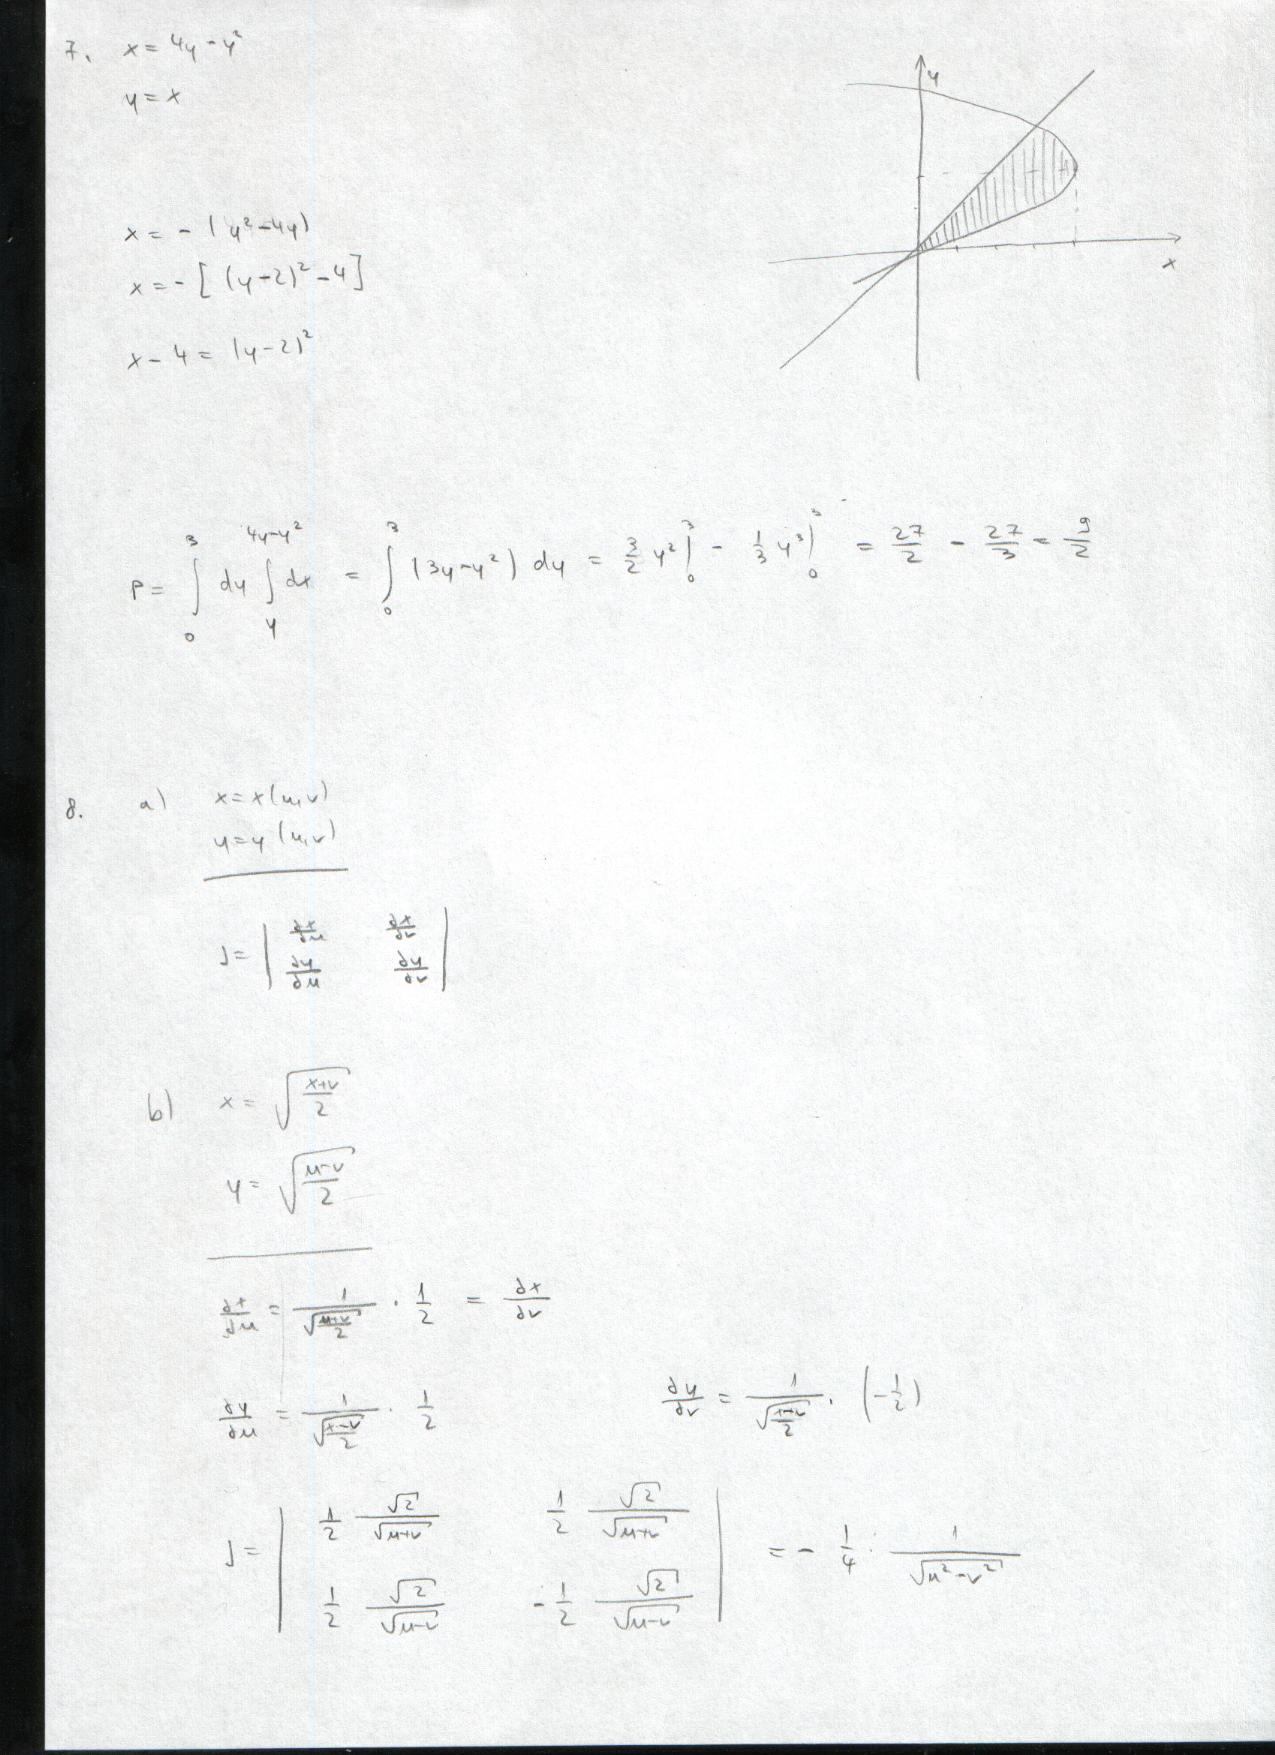 7. x = 4y - y²
y = x
y
x
x = - (y² - 4y)
x = - [ (y-2)² - 4 ]
x - 4 = (y-2)²
P = ∫₀³ dy ∫_y^{4y-y²} dx = ∫₀³ (3y - y²) dy = 3/2 y² |₀³ - 1/3 y³ |₀³ = 27/2 - 27/3 = 9/2
8. a) x = x(u,v)
y = y(u,v)
J = | ∂x/∂u ∂x/∂v |
| ∂y/∂u ∂y/∂v |
b) x = √((x+v)/2)
y = √((u-v)/2)
∂x/∂u = 1/√((u+v)/2) · 1/2 = ∂x/∂v
∂y/∂u = 1/√((x-v)/2) · 1/2 ∂y/∂v = 1/√((x-v)/2) · (-1/2)
J = | 1/2 √2/√(u+v) 1/2 √2/√(u+v) |
| 1/2 √2/√(u-v) -1/2 √2/√(u-v) | = - 1/4 · 1/√(u²-v²)